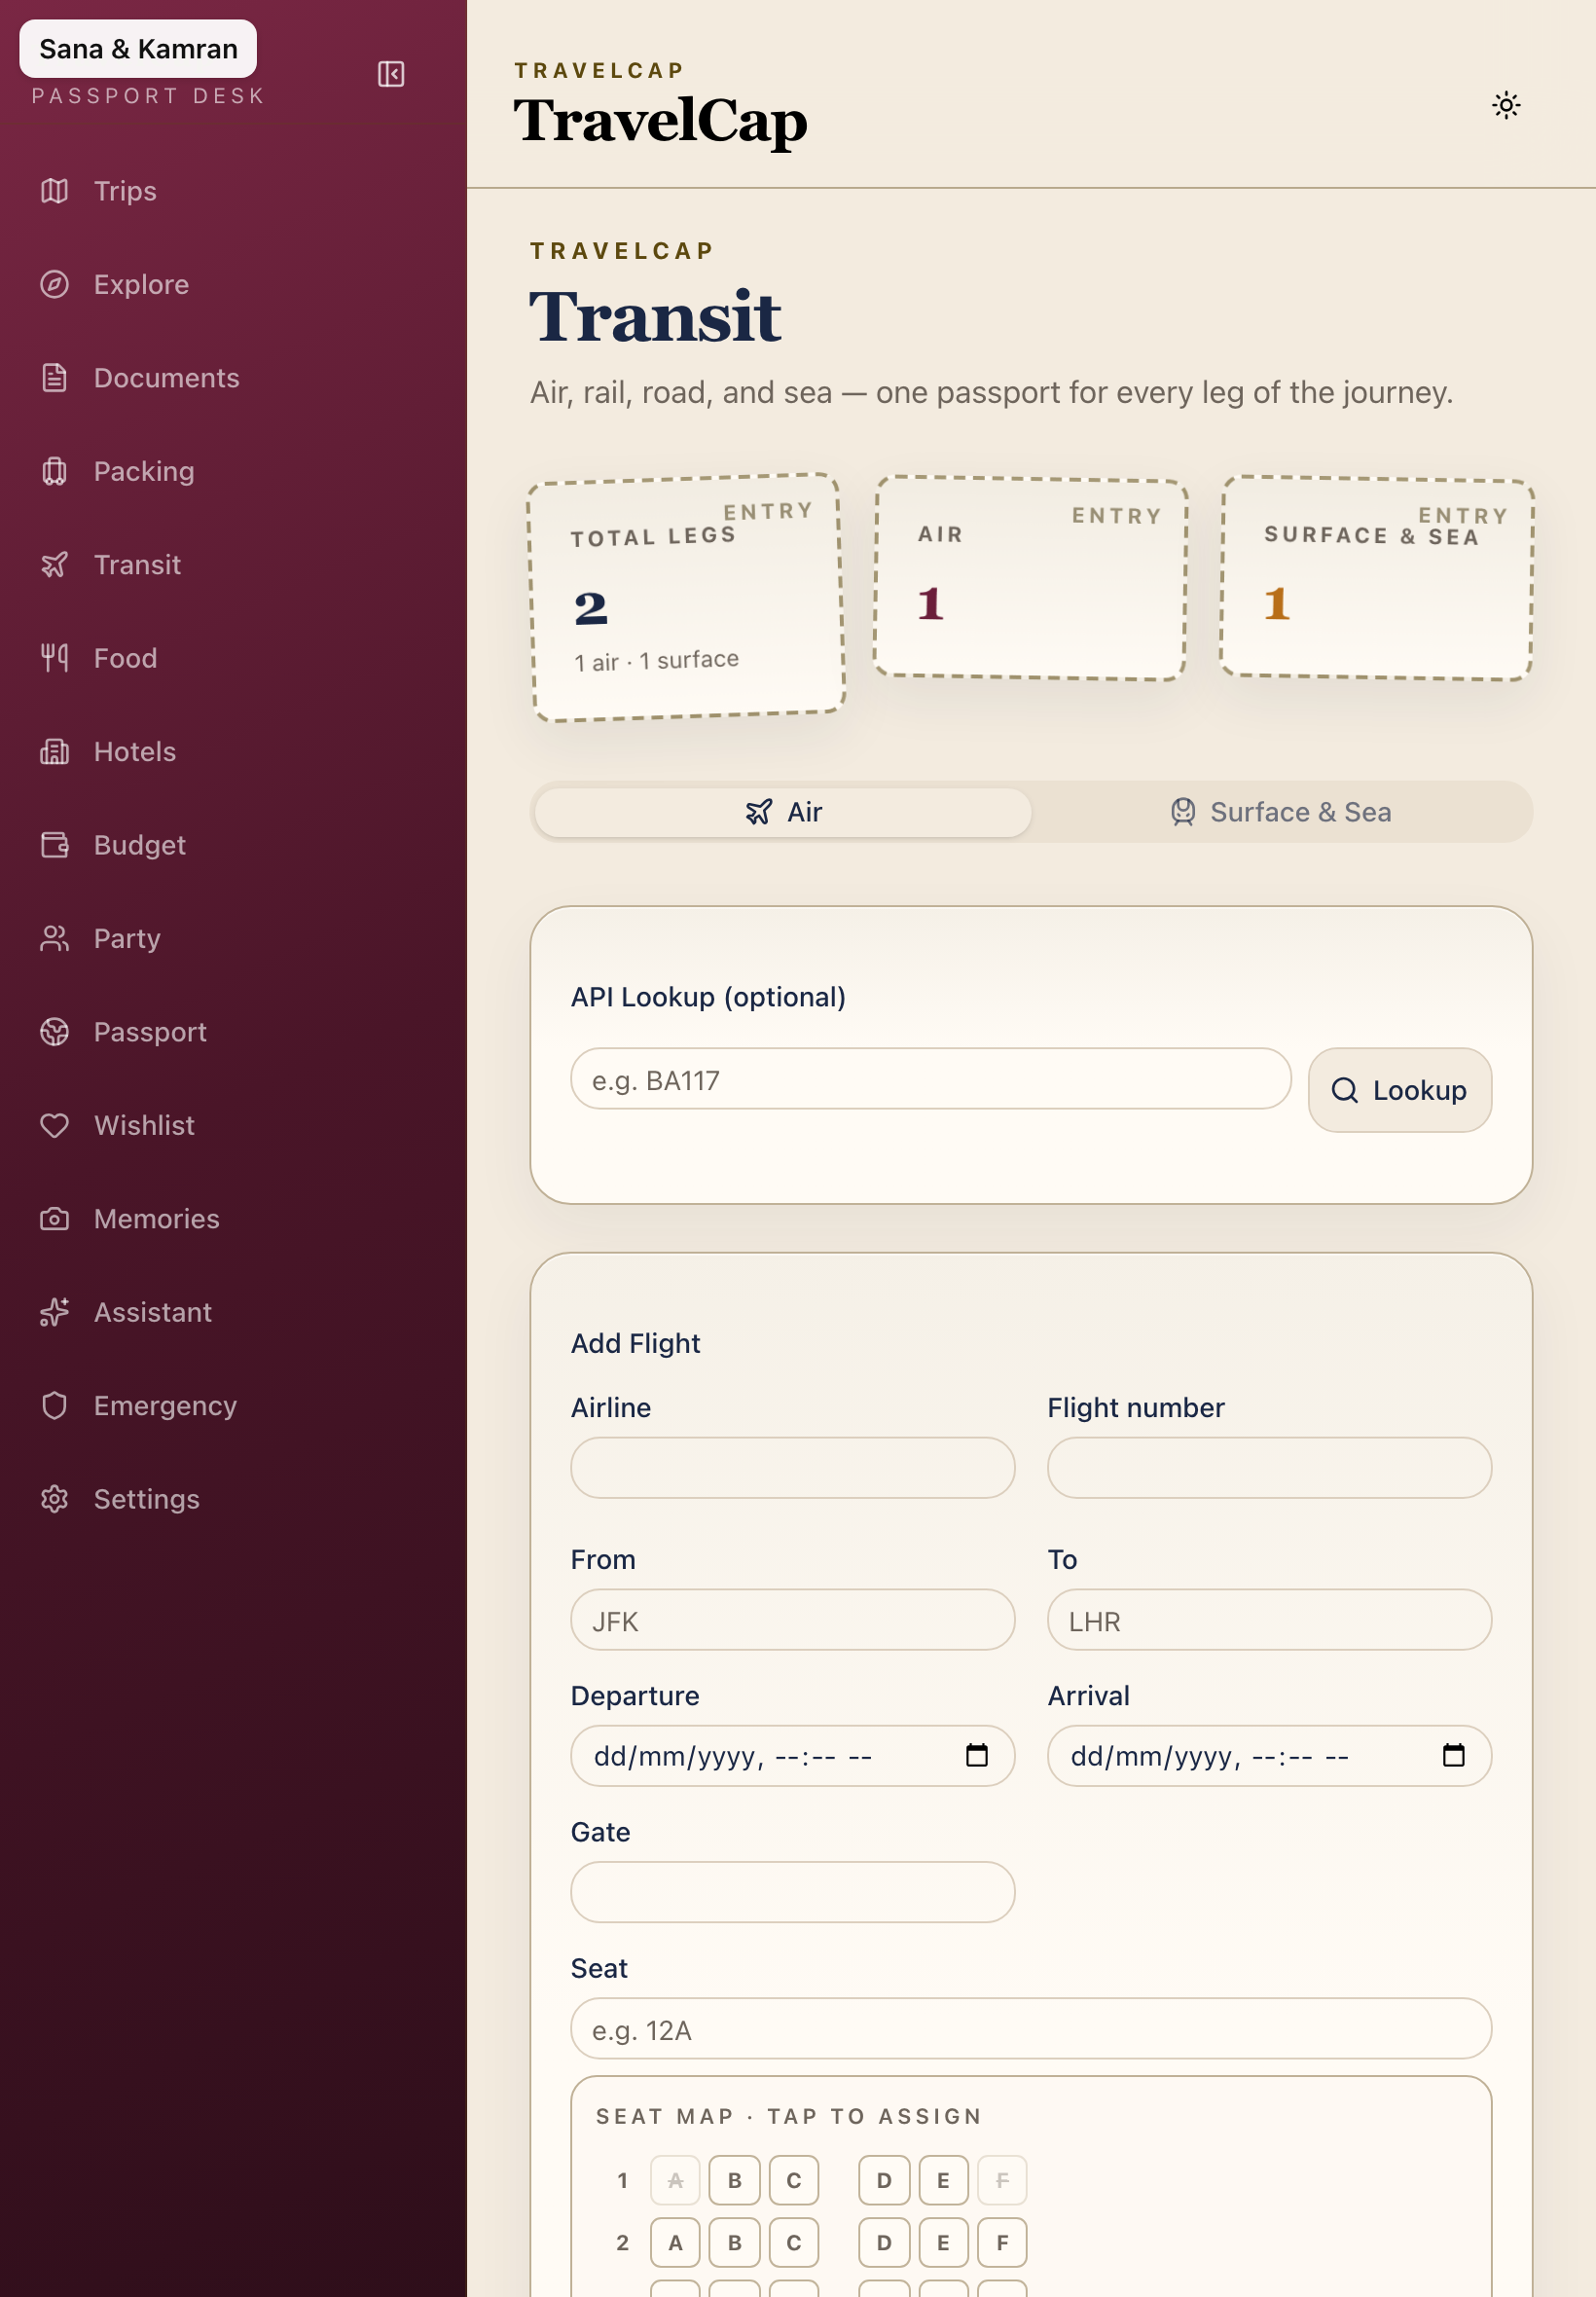 Sana & Kamran
PASSPORT DESK
Trips
Explore
Documents
Packing
Transit
Food
Hotels
Budget
Party
Passport
Wishlist
Memories
Assistant
Emergency
Settings
TRAVELCAP
TravelCap
TRAVELCAP
Transit
Air, rail, road, and sea — one passport for every leg of the journey.
ENTRY
TOTAL LEGS
2
1 air · 1 surface
ENTRY
AIR
1
ENTRY
SURFACE & SEA
1
Air
Surface & Sea
API Lookup (optional)
e.g. BA117
Lookup
Add Flight
Airline
Flight number
From
To
JFK
LHR
Departure
Arrival
dd/mm/yyyy, --:-- --
dd/mm/yyyy, --:-- --
Gate
Seat
e.g. 12A
SEAT MAP · TAP TO ASSIGN
1 A B C D E F
2 A B C D E F